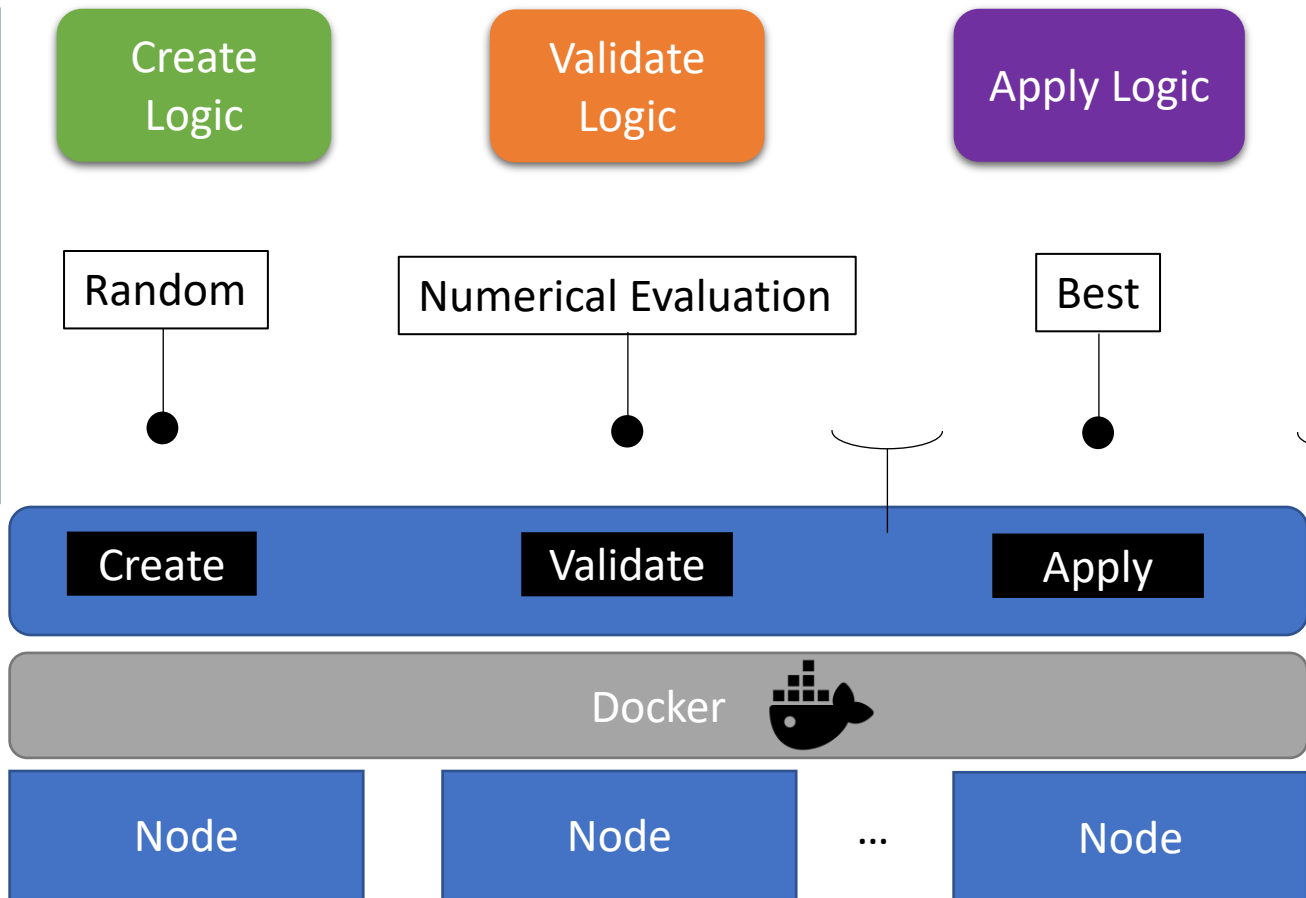 Create
Logic
Validate
Logic
Apply Logic
Random
Numerical Evaluation
Best
Create
Validate
Apply
Docker
Node
Node
...
Node